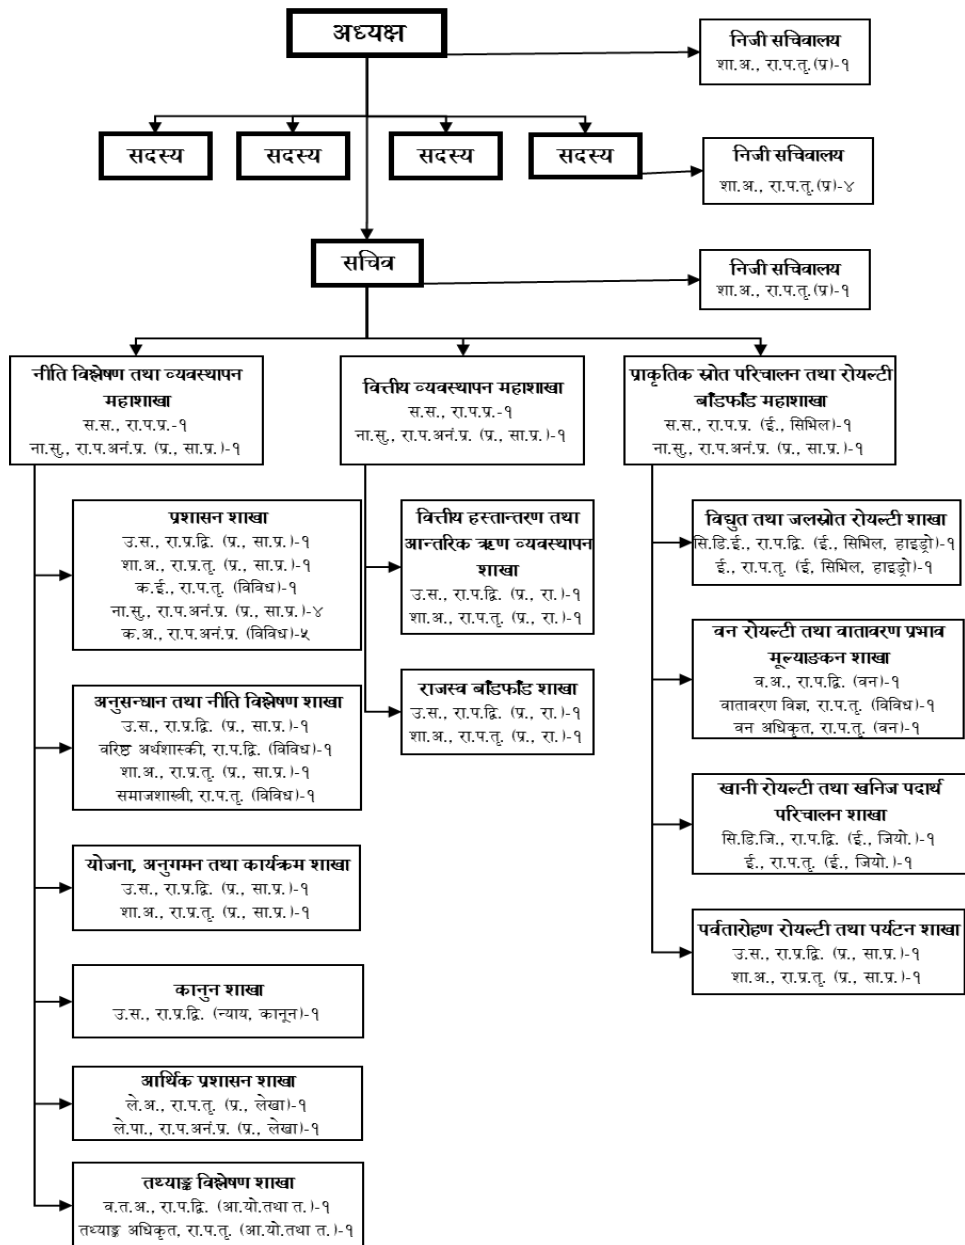 अध्यक्ष
निजी सचिवालय
शा.अ., रा.प.तृ.(प्र)-१
सदस्य
सदस्य
सदस्य
सदस्य
निजी सचिवालय
शा.अ., रा.प.तृ.(प्र)-४
सचिव
निजी सचिवालय
शा.अ., रा.प.तृ.(प्र)-१
नीति विश्लेषण तथा व्यवस्थापन
महाशाखा
स.स., रा.प.प्र.-१
ना.सु., रा.प.अनं.प्र. (प्र., सा.प्र.)-१
प्रशासन शाखा
उ.स., रा.प्र.द्वि. (प्र., सा.प्र.)-१
शा.अ., रा.प्र.तृ. (प्र., सा.प्र.)-१
क.ई., रा.प.तृ. (विविध)-१
ना.सु., रा.प.अनं.प्र. (प्र., सा.प्र.)-४
क.अ., रा.प.अनं.प्र. (विविध)-५
अनुसन्धान तथा नीति विश्लेषण शाखा
उ.स., रा.प्र.द्वि. (प्र., सा.प्र.)-१
वरिष्ठ अर्थशास्की, रा.प.द्वि. (विविध)-१
शा.अ., रा.प्र.तृ. (प्र., सा.प्र.)-१
समाजशास्त्री, रा.प.तृ. (विविध)-१
योजना, अनुगमन तथा कार्यक्रम शाखा
उ.स., रा.प्र.द्वि. (प्र., सा.प्र.)-१
शा.अ., रा.प्र.तृ. (प्र., सा.प्र.)-१
कानुन शाखा
उ.स., रा.प्र.द्वि. (न्याय, कानून)-१
आर्थिक प्रशासन शाखा
ले.अ., रा.प.तृ. (प्र., लेखा)-१
ले.पा., रा.प.अनं.प्र. (प्र., लेखा)-१
तथ्याङ्क विश्लेषण शाखा
व.त.अ., रा.प.द्वि. (आ.यो.तथा त.)-१
तथ्याङ्क अधिकृत, रा.प.तृ. (आ.यो.तथा त.)-१
वित्तीय व्यवस्थापन महाशाखा
स.स., रा.प.प्र.-१
ना.सु., रा.प.अनं.प्र. (प्र., सा.प्र.)-१
वित्तीय हस्तान्तरण तथा
आन्तरिक ऋण व्यवस्थापन
शाखा
उ.स., रा.प.द्वि. (प्र., रा.)-१
शा.अ., रा.प.तृ. (प्र., रा.)-१
राजस्व बाँडफाँड शाखा
उ.स., रा.प.द्वि. (प्र., रा.)-१
शा.अ., रा.प.तृ. (प्र., रा.)-१
प्राकृतिक स्रोत परिचालन तथा रोयल्टी
बाँडफाँड महाशाखा
स.स., रा.प.प्र. (ई., सिभिल)-१
ना.सु., रा.प.अनं.प्र. (प्र., सा.प्र.)-१
विद्युत तथा जलस्रोत रोयल्टी शाखा
सि.डि.ई., रा.प.द्वि. (ई., सिभिल, हाइड्रो)-१
ई., रा.प.तृ. (ई, सिभिल, हाइड्रो)-१
वन रोयल्टी तथा वातावरण प्रभाव
मूल्याङकन शाखा
व.अ., रा.प.द्वि. (वन)-१
वातावरण विज्ञ, रा.प.तृ. (विविध)-१
वन अधिकृत, रा.प.तृ. (वन)-१
खानी रोयल्टी तथा खनिज पदार्थ
परिचालन शाखा
सि.डि.जि., रा.प.द्वि. (ई., जियो.)-१
ई., रा.प.तृ. (ई., जियो.)-१
पर्वतारोहण रोयल्टी तथा पर्यटन शाखा
उ.स., रा.प्र.द्वि. (प्र., सा.प्र.)-१
शा.अ., रा.प्र.तृ. (प्र., सा.प्र.)-१